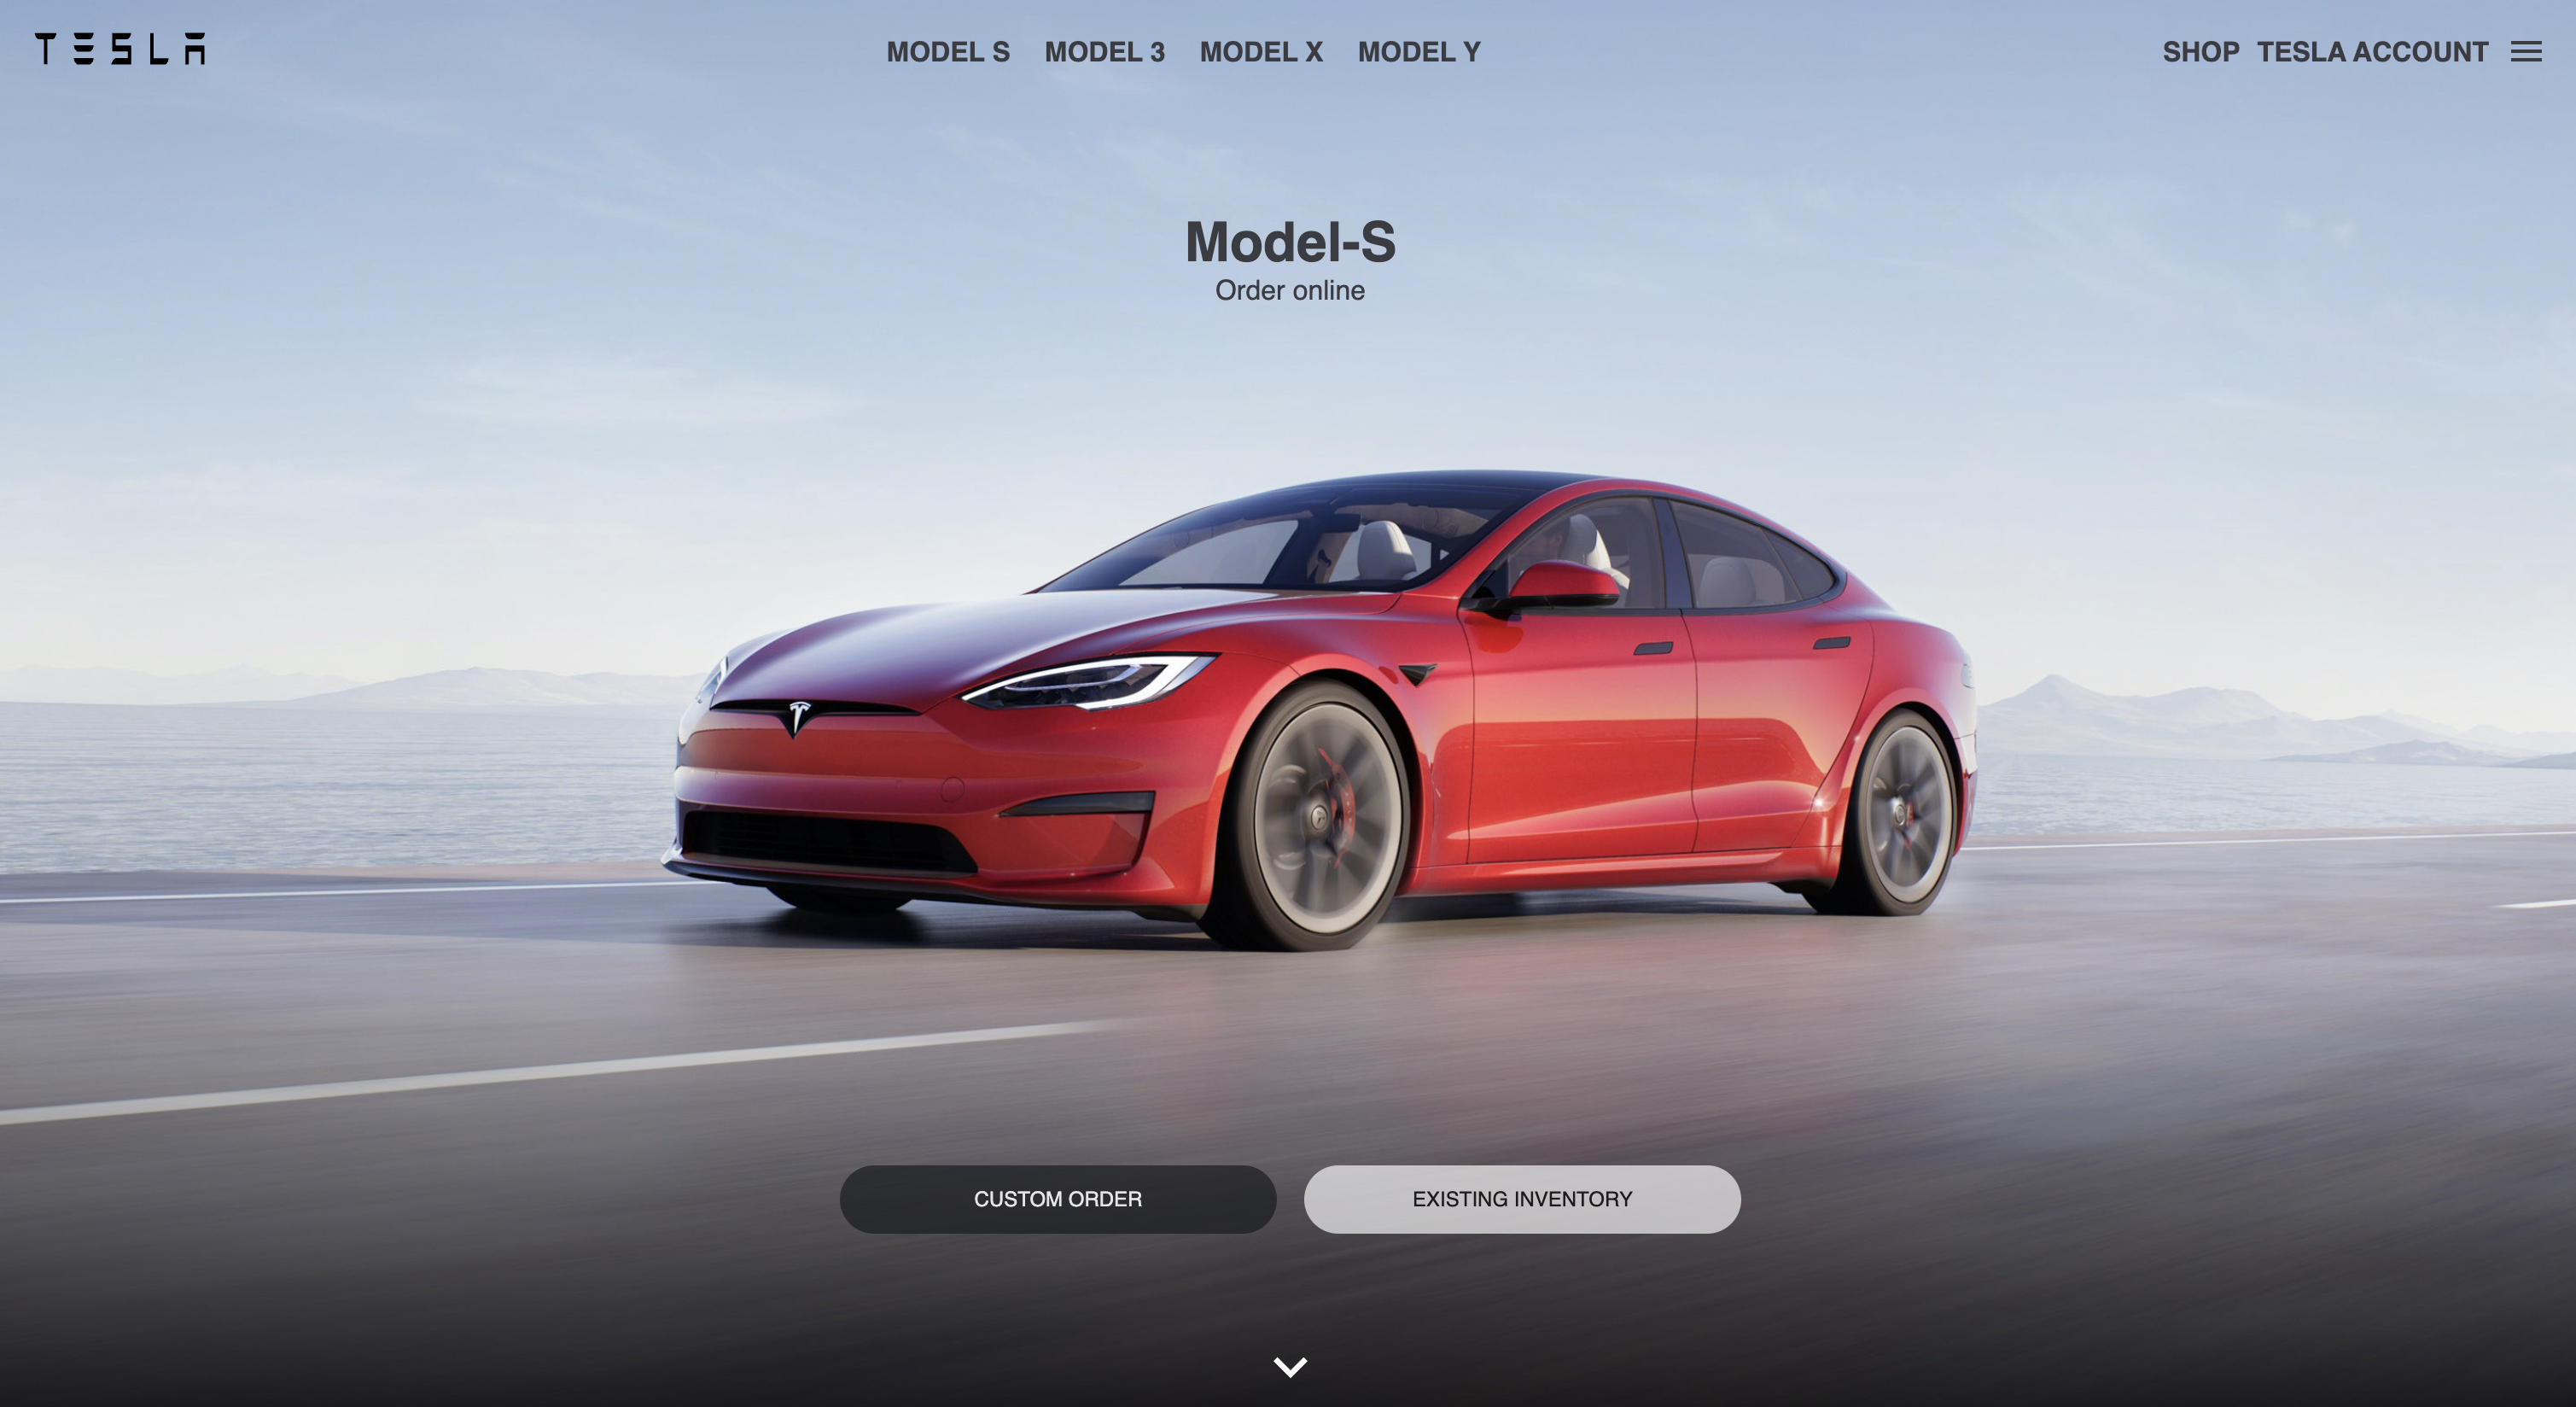 TESLA
MODEL S MODEL 3 MODEL X MODEL Y
SHOP TESLA ACCOUNT
Model-S
Order online
CUSTOM ORDER
EXISTING INVENTORY